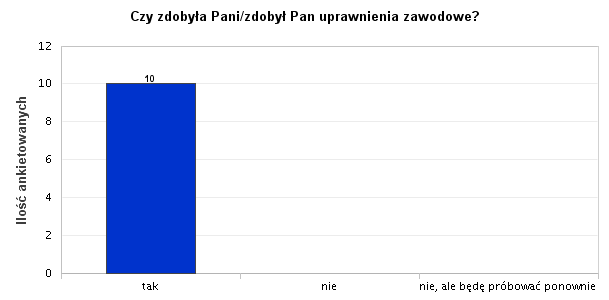 Czy zdobyła Pani/zdobył Pan uprawnienia zawodowe?
Ilość ankietowanych
12
10
8
6
4
2
0
10
tak
nie
nie, ale będę próbować ponownie